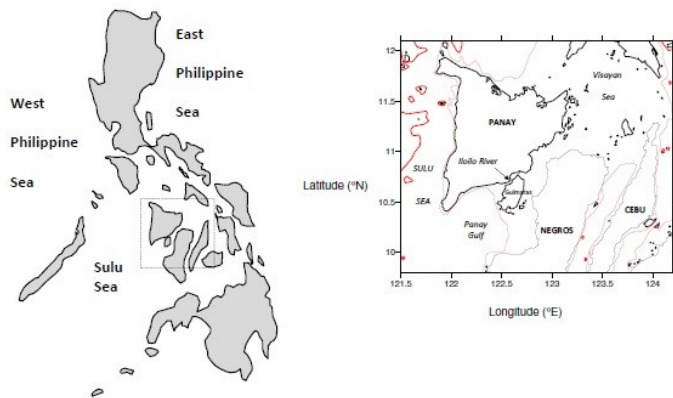 East
Philippine
Sea
West
Philippine
Sea
Sulu
Sea
Latitude (°N)
12
11.5
11
10.5
10
121.5
122
122.5
123
123.5
124
Longitude (°E)
Visayan
Sea
PANAY
Iloilo River
SULU
SEA
Guimaras
Panay
Gulf
NEGROS
CEBU